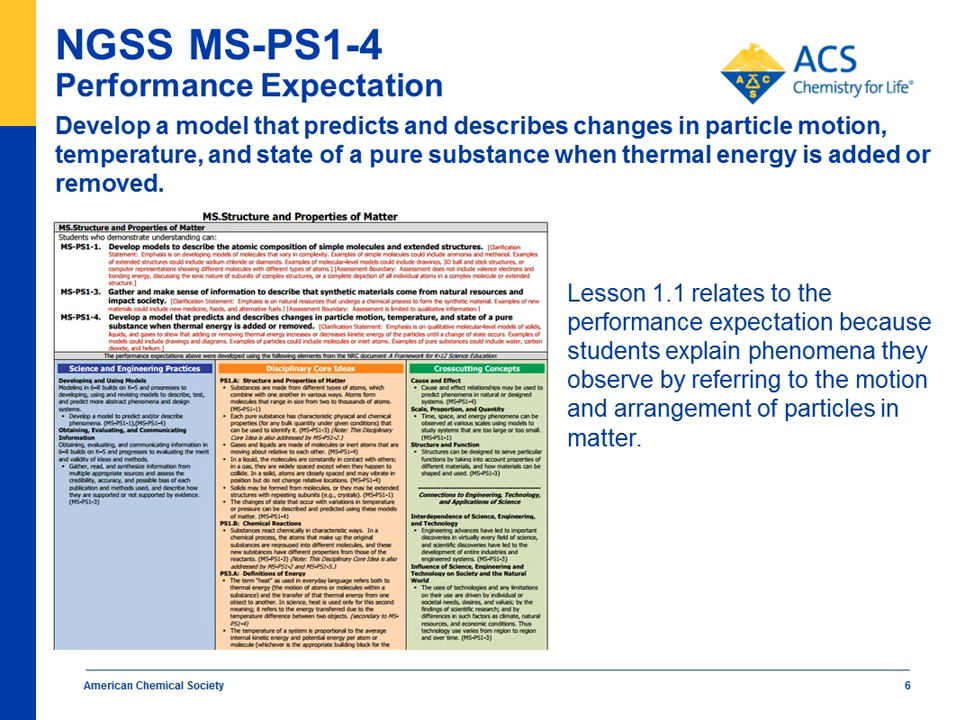 NGSS MS-PS1-4
Performance Expectation
ACS
Chemistry for Life®
A C S
Develop a model that predicts and describes changes in particle motion,
temperature, and state of a pure substance when thermal energy is added or
removed.
MS.Structure and Properties of Matter
MS.Structure and Properties of Matter
Students who demonstrate understanding can:
MS-PS1-1. Develop models to describe the atomic composition of simple molecules and extended structures. [Clarification
Statement: Emphasis is on developing models of molecules that vary in complexity. Examples of simple molecules could include ammonia and methanol. Examples
of extended structures could include sodium chloride or diamonds. Examples of molecular-level models could include drawings, 3D ball and stick structures, or
computer representations showing different molecules with different types of atoms.] [Assessment Boundary: Assessment does not include valence electrons and
bonding energy, discussing the ionic nature of subunits of complex structures, or a complete depiction of all individual atoms in a complex molecule or extended
structure.]
MS-PS1-3. Gather and make sense of information to describe that synthetic materials come from natural resources and
impact society. [Clarification Statement: Emphasis is on natural resources that undergo a chemical process to form the synthetic material. Examples of new
materials could include new medicine, foods, and alternative fuels.] [Assessment Boundary: Assessment is limited to qualitative information.]
MS-PS1-4. Develop a model that predicts and describes changes in particle motion, temperature, and state of a pure
substance when thermal energy is added or removed. [Clarification Statement: Emphasis is on qualitative molecular-level models of solids,
liquids, and gases to show that adding or removing thermal energy increases or decreases kinetic energy of the particles until a change of state occurs. Examples of
models could include drawings and diagrams. Examples of particles could include molecules or inert atoms. Examples of pure substances could include water, carbon
dioxide, and helium.]
The performance expectations above were developed using the following elements from the NRC document A Framework for K-12 Science Education:
Science and Engineering Practices
Developing and Using Models
Modeling in 6–8 builds on K–5 and progresses to
developing, using and revising models to describe, test,
and predict more abstract phenomena and design
systems.
▪ Develop a model to predict and/or describe
phenomena. (MS-PS1-1),(MS-PS1-4)
Obtaining, Evaluating, and Communicating
Information
Obtaining, evaluating, and communicating information in
6–8 builds on K–5 and progresses to evaluating the merit
and validity of ideas and methods.
▪ Gather, read, and synthesize information from
multiple appropriate sources and assess the
credibility, accuracy, and possible bias of each
publication and methods used, and describe how
they are supported or not supported by evidence.
(MS-PS1-3)
Disciplinary Core Ideas
PS1.A: Structure and Properties of Matter
▪ Substances are made from different types of atoms, which
combine with one another in various ways. Atoms form
molecules that range in size from two to thousands of atoms.
(MS-PS1-1)
▪ Each pure substance has characteristic physical and chemical
properties (for any bulk quantity under given conditions) that
can be used to identify it. (MS-PS1-3) (Note: This Disciplinary
Core Idea is also addressed by MS-PS1-2.)
▪ Gases and liquids are made of molecules or inert atoms that are
moving about relative to each other. (MS-PS1-4)
▪ In a liquid, the molecules are constantly in contact with others;
in a gas, they are widely spaced except when they happen to
collide. In a solid, atoms are closely spaced and may vibrate in
position but do not change relative locations. (MS-PS1-4)
▪ Solids may be formed from molecules, or they may be extended
structures with repeating subunits (e.g., crystals). (MS-PS1-1)
▪ The changes of state that occur with variations in temperature
or pressure can be described and predicted using these models
of matter. (MS-PS1-4)
PS1.B: Chemical Reactions
▪ Substances react chemically in characteristic ways. In a
chemical process, the atoms that make up the original
substances are regrouped into different molecules, and these
new substances have different properties from those of the
reactants. (MS-PS1-3) (Note: This Disciplinary Core Idea is also
addressed by MS-PS1-2 and MS-PS1-5.)
PS3.A: Definitions of Energy
▪ The term "heat" as used in everyday language refers both to
thermal energy (the motion of atoms or molecules within a
substance) and the transfer of that thermal energy from one
object to another. In science, heat is used only for this second
meaning; it refers to the energy transferred due to the
temperature difference between two objects. (secondary to MS-
PS1-4)
▪ The temperature of a system is proportional to the average
internal kinetic energy and potential energy per atom or
molecule (whichever is the appropriate building block for the
Crosscutting Concepts
Cause and Effect
▪ Cause and effect relationships may be used to
predict phenomena in natural or designed
systems. (MS-PS1-4)
Scale, Proportion, and Quantity
▪ Time, space, and energy phenomena can be
observed at various scales using models to
study systems that are too large or too small.
(MS-PS1-1)
Structure and Function
▪ Structures can be designed to serve particular
functions by taking into account properties of
different materials, and how materials can be
shaped and used. (MS-PS1-3)
Connections to Engineering, Technology,
and Applications of Science
Interdependence of Science, Engineering,
and Technology
▪ Engineering advances have led to important
discoveries in virtually every field of science,
and scientific discoveries have led to the
development of entire industries and
engineered systems. (MS-PS1-3)
Influence of Science, Engineering and
Technology on Society and the Natural
World
▪ The uses of technologies and any limitations
on their use are driven by individual or
societal needs, desires, and values; by the
findings of scientific research; and by
differences in such factors as climate, natural
resources, and economic conditions. Thus
technology use varies from region to region
and over time. (MS-PS1-3)
Lesson 1.1 relates to the
performance expectation because
students explain phenomena they
observe by referring to the motion
and arrangement of particles in
matter.
American Chemical Society
6